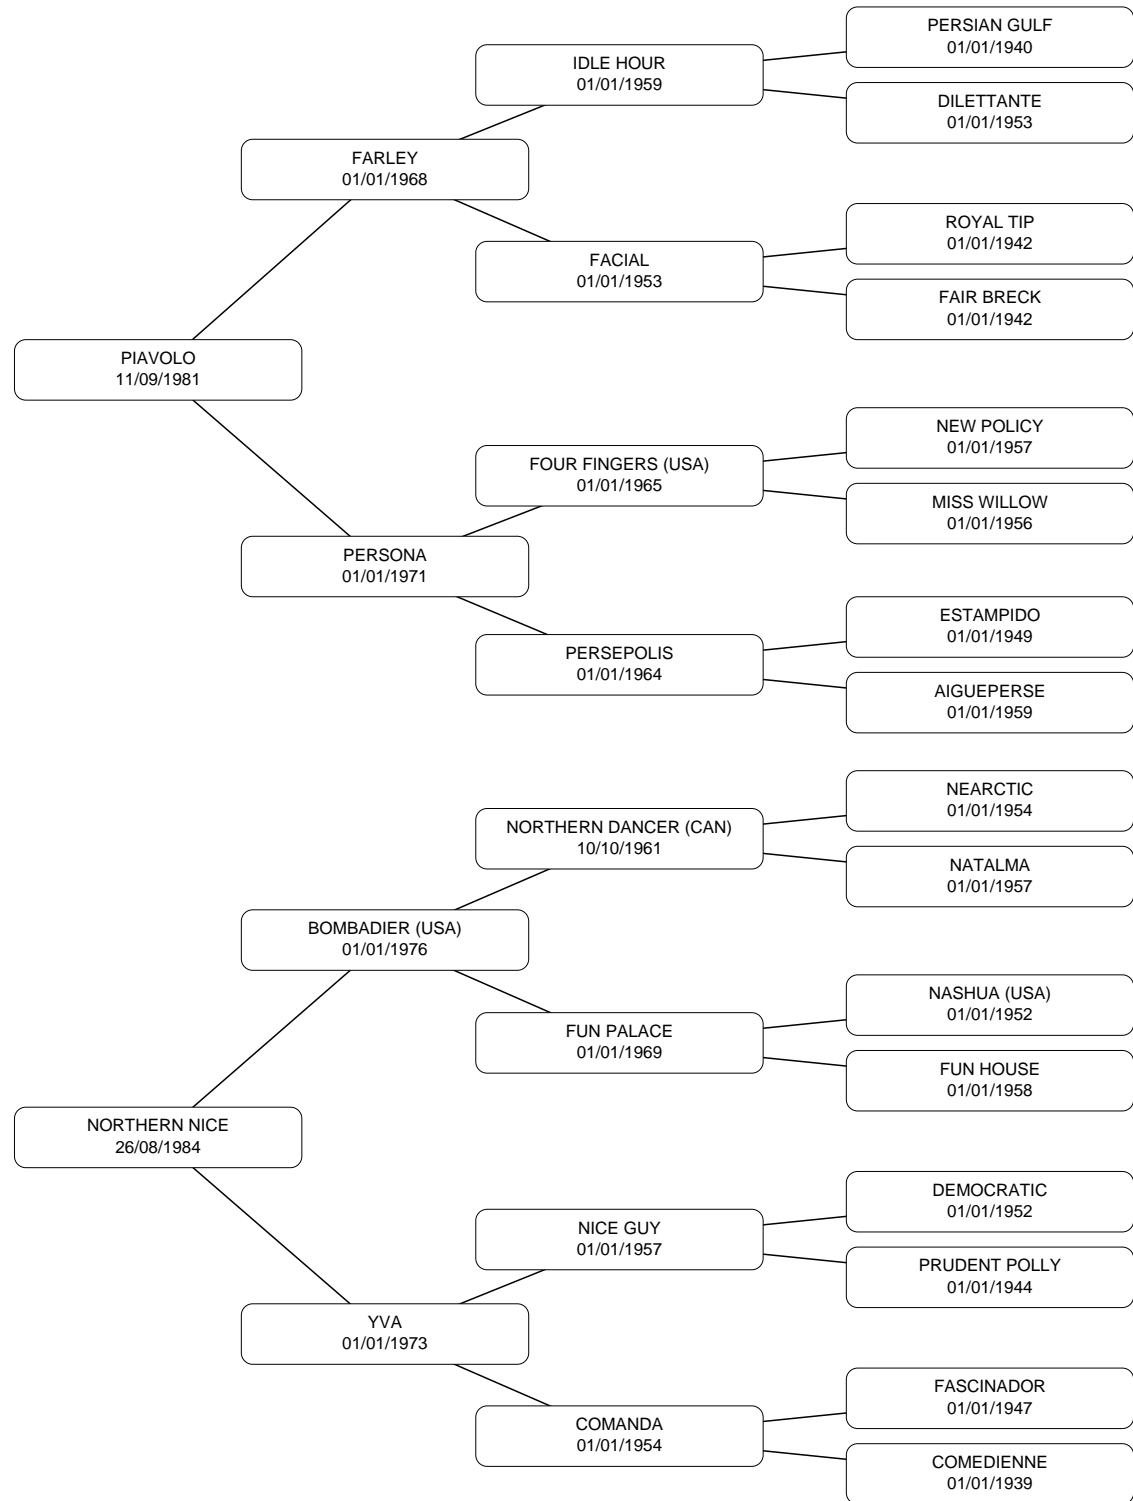 PERSIAN GULF
01/01/1940
IDLE HOUR
01/01/1959
DILETTANTE
01/01/1953
FARLEY
01/01/1968
ROYAL TIP
01/01/1942
FACIAL
01/01/1953
FAIR BRECK
01/01/1942
PIAVOLO
11/09/1981
NEW POLICY
01/01/1957
FOUR FINGERS (USA)
01/01/1965
MISS WILLOW
01/01/1956
PERSONA
01/01/1971
ESTAMPIDO
01/01/1949
PERSEPOLIS
01/01/1964
AIGUEPERSE
01/01/1959
NEARCTIC
01/01/1954
NORTHERN DANCER (CAN)
10/10/1961
NATALMA
01/01/1957
BOMBADIER (USA)
01/01/1976
NASHUA (USA)
01/01/1952
FUN PALACE
01/01/1969
FUN HOUSE
01/01/1958
NORTHERN NICE
26/08/1984
DEMOCRATIC
01/01/1952
NICE GUY
01/01/1957
PRUDENT POLLY
01/01/1944
YVA
01/01/1973
FASCINADOR
01/01/1947
COMANDA
01/01/1954
COMEDIENNE
01/01/1939